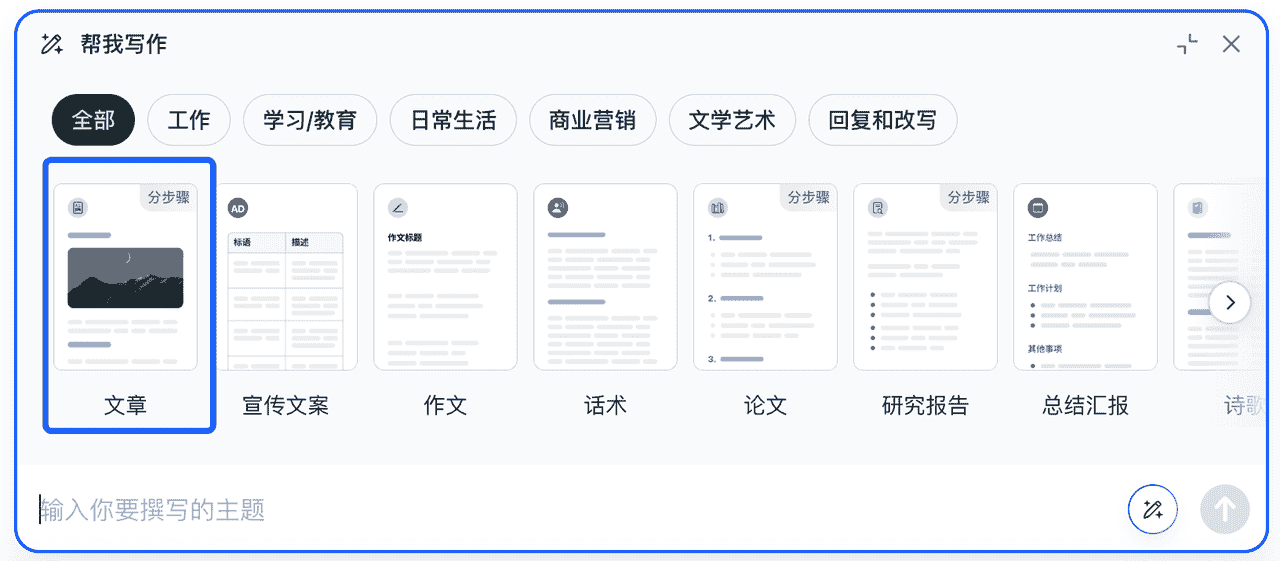 帮我写作
全部 工作 学习/教育 日常生活 商业营销 文学艺术 回复和改写
分步骤 分步骤 分步骤
AD
标语 描述
作文标题
1.
2.
3.
工作总结
工作计划
其他事项
文章 宣传文案 作文 话术 论文 研究报告 总结汇报 诗歌
输入你要撰写的主题